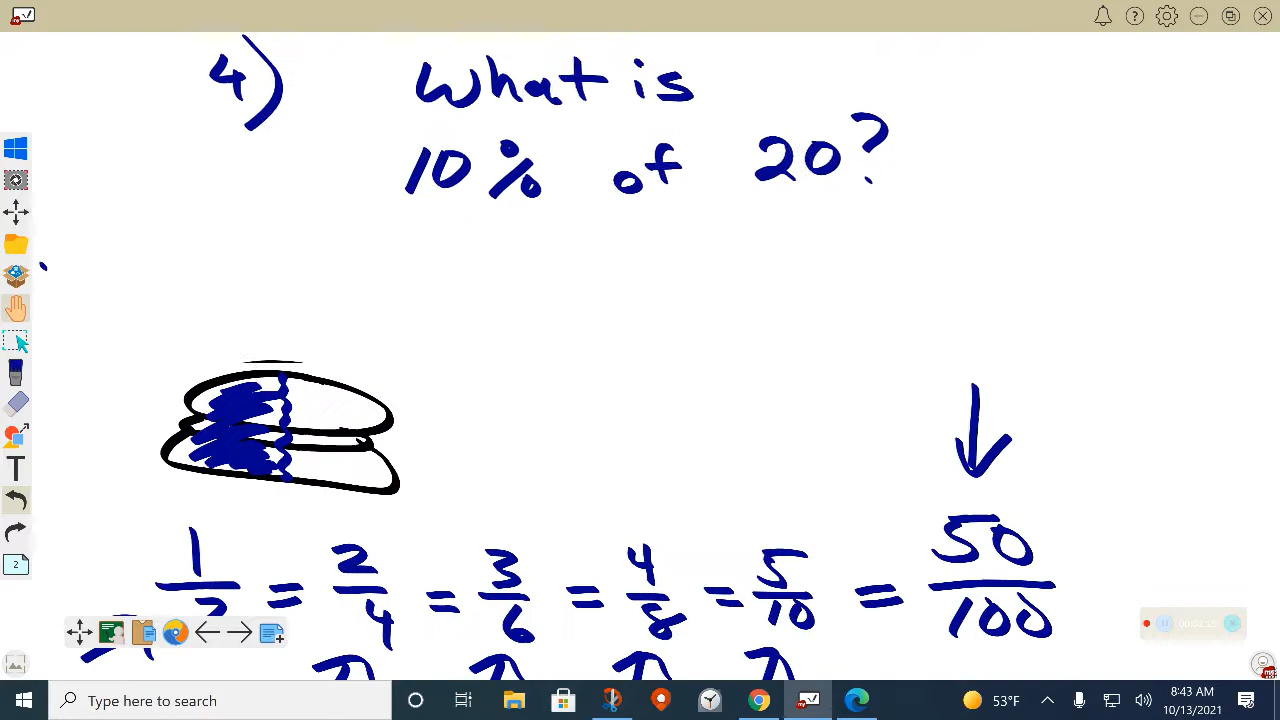 4) What is
10% of 20?
1/2 = 2/4 = 3/6 = 4/8 = 5/10 = 50/100
2
Type here to search
53°F
8:43 AM
10/13/2021